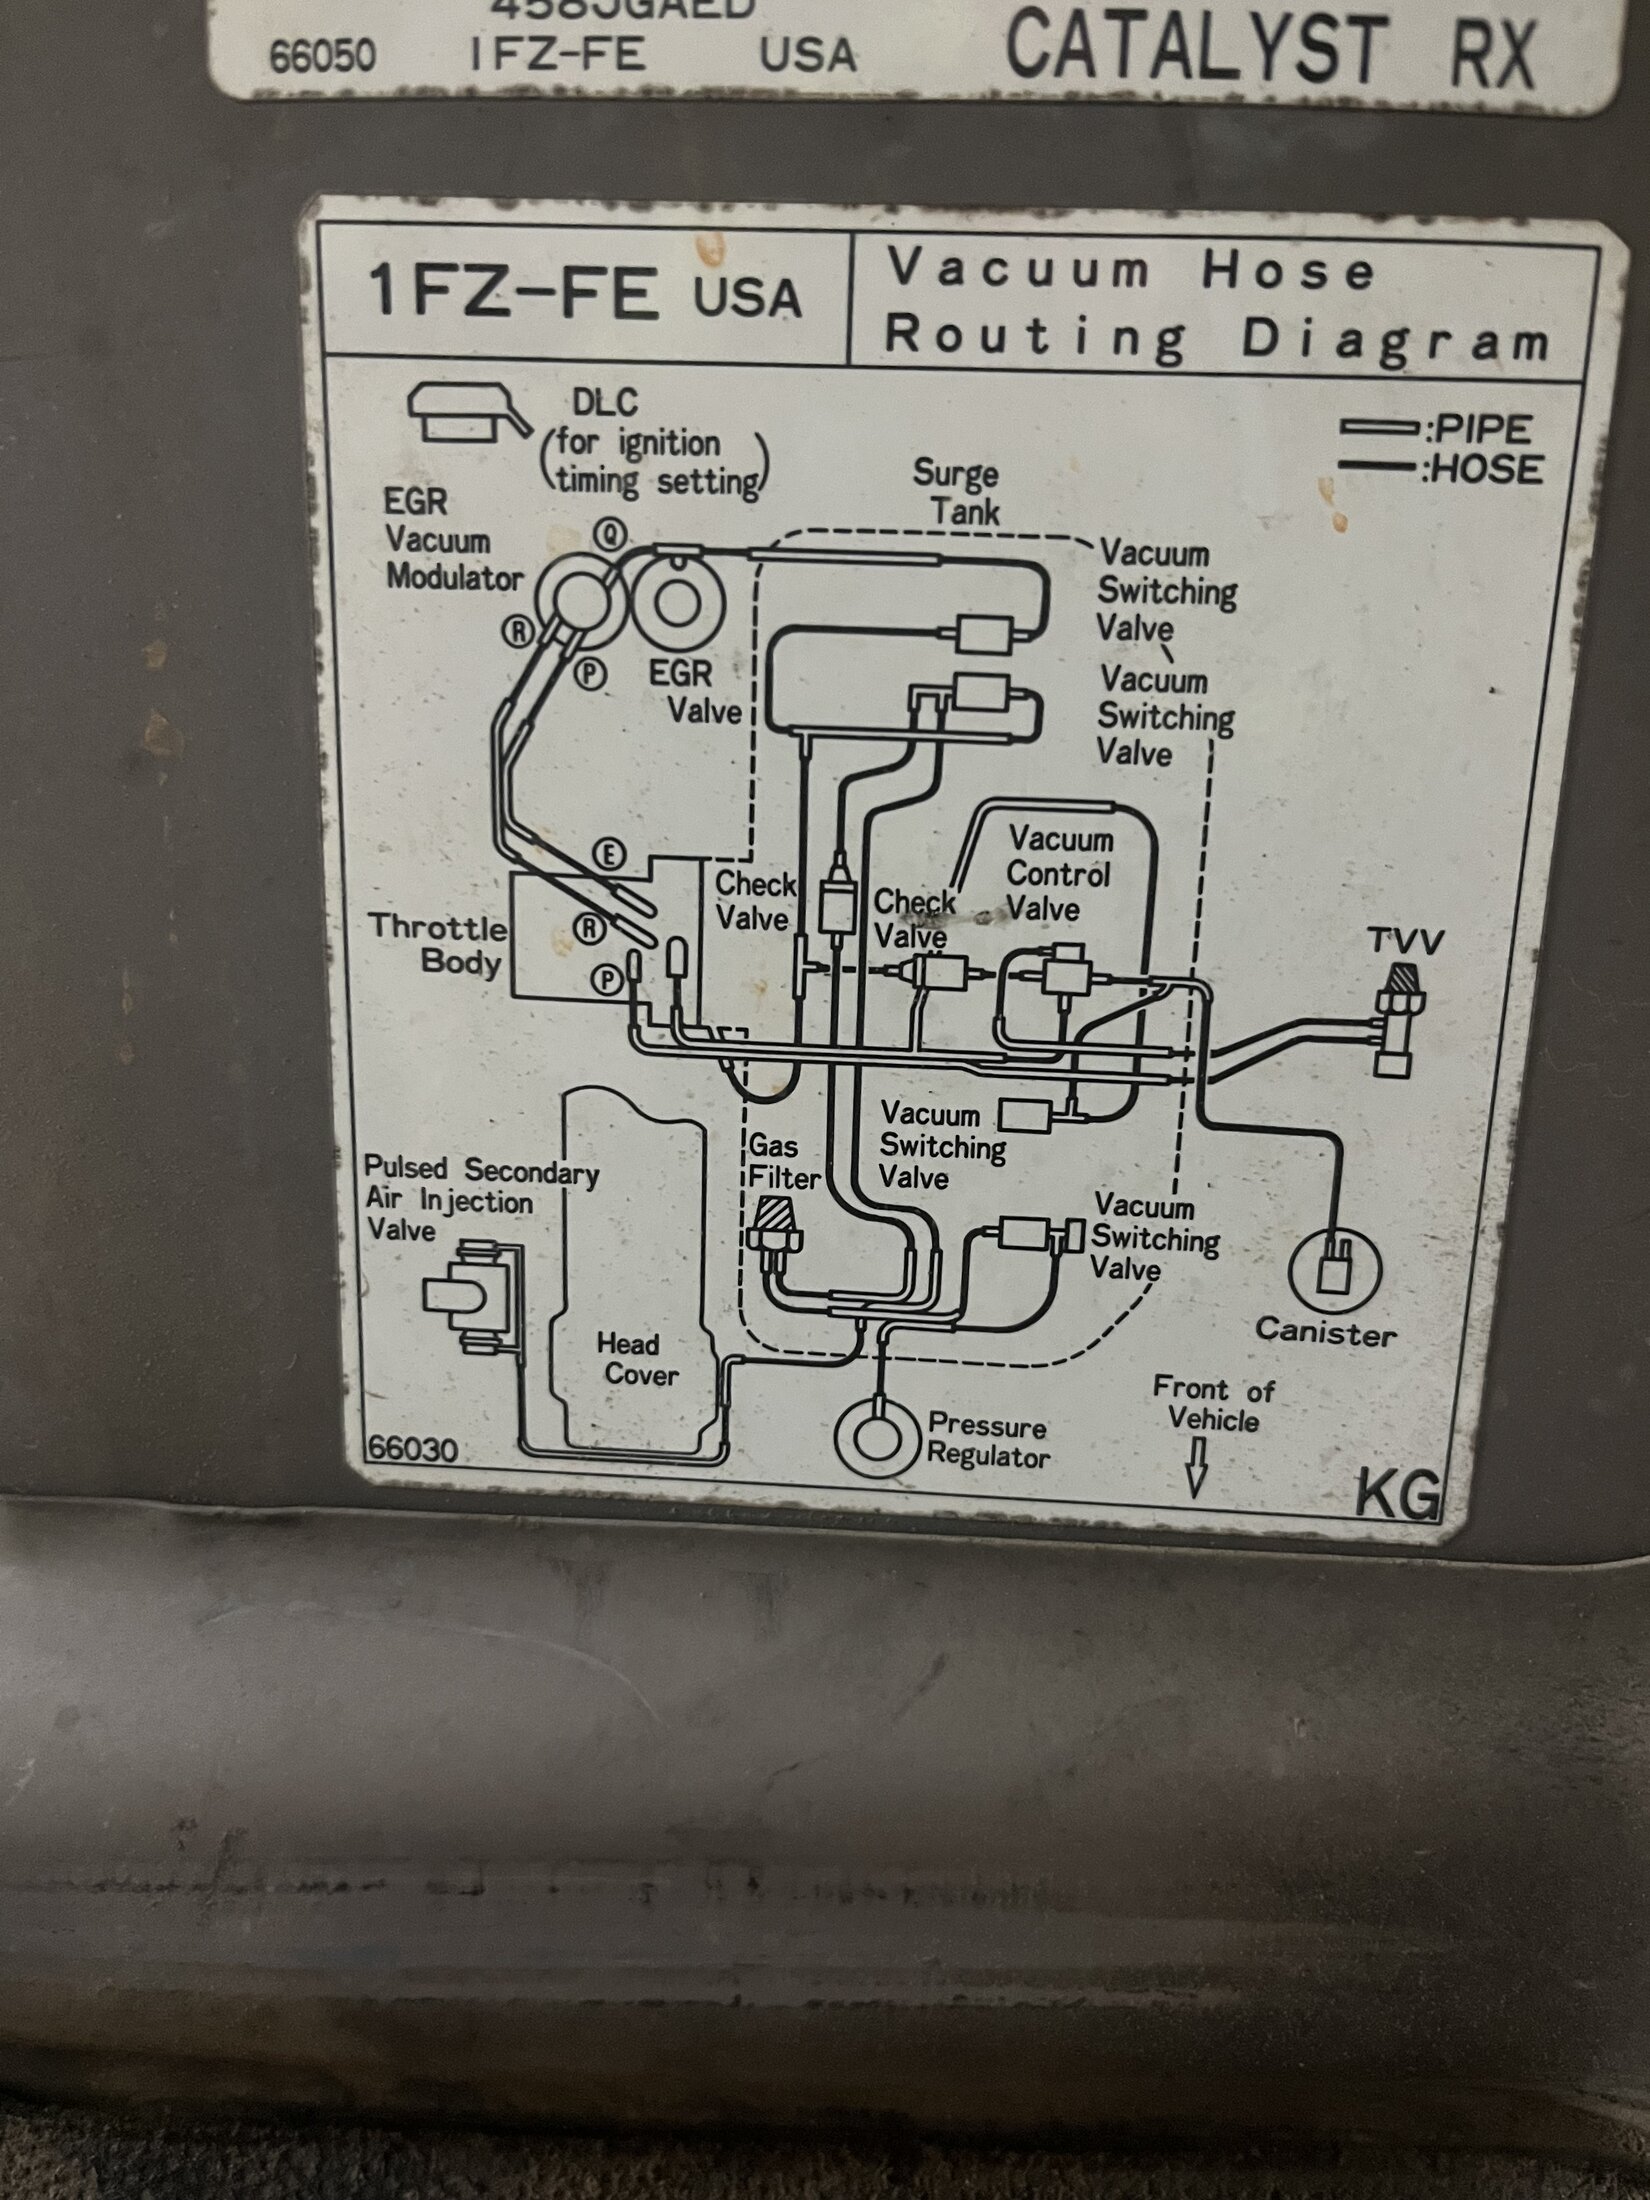 458JGAED
66050 1FZ-FE USA CATALYST RX
1FZ-FE USA
Vacuum Hose
Routing Diagram
DLC
(for ignition
timing setting)
:PIPE
:HOSE
EGR
Vacuum
Modulator
Q
R
P
EGR
Valve
Surge
Tank
Vacuum
Switching
Valve
Vacuum
Switching
Valve
E
R
P
Throttle
Body
Check
Valve
Check
Valve
Vacuum
Control
Valve
TVV
Vacuum
Switching
Valve
Gas
Filter
Pulsed Secondary
Air Injection
Valve
Vacuum
Switching
Valve
Canister
Head
Cover
Pressure
Regulator
Front of
Vehicle
66030
KG